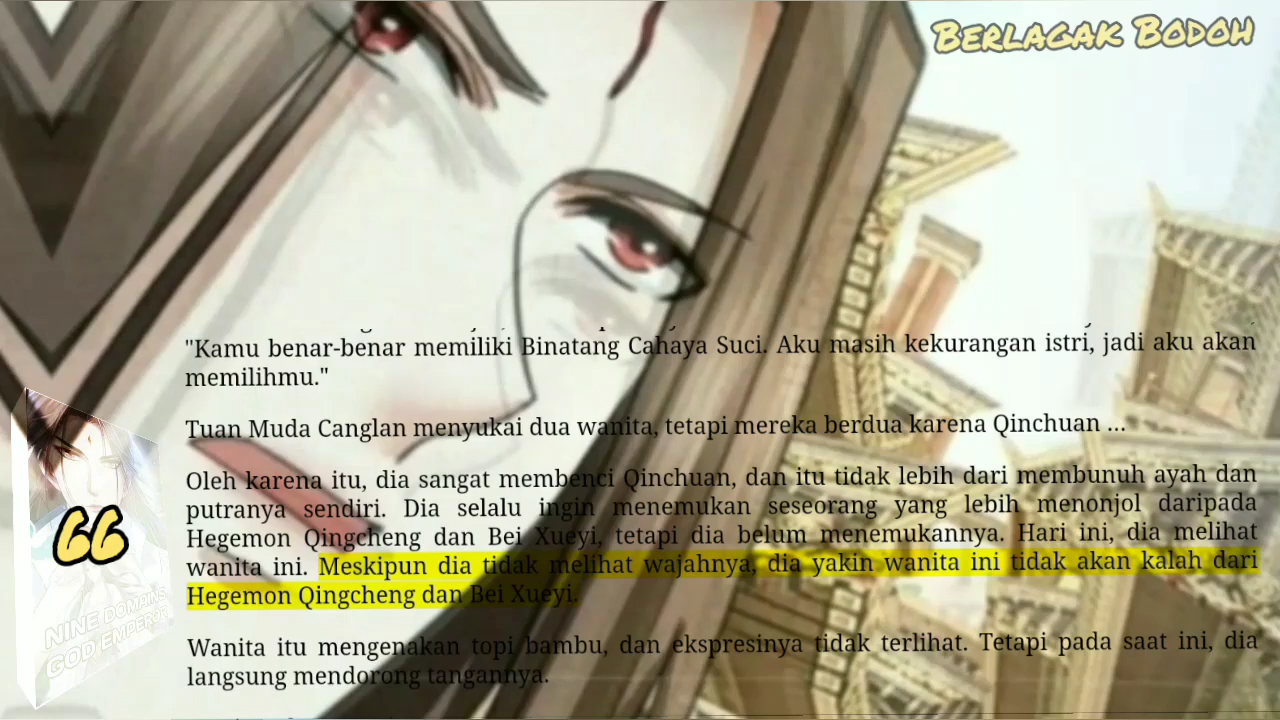 BERLAGAK BODOH
"Kamu benar-benar memiliki Binatang Cahaya Suci. Aku masih kekurangan istri, jadi aku akan
memilihmu."
Tuan Muda Canglan menyukai dua wanita, tetapi mereka berdua karena Qinchuan ...
Oleh karena itu, dia sangat membenci Qinchuan, dan itu tidak lebih dari membunuh ayah dan
putranya sendiri. Dia selalu ingin menemukan seseorang yang lebih menonjol daripada
Hegemon Qingcheng dan Bei Xueyi, tetapi dia belum menemukannya. Hari ini, dia melihat
wanita ini. Meskipun dia tidak melihat wajahnya, dia yakin wanita ini tidak akan kalah dari
Hegemon Qingcheng dan Bei Xueyi.
Wanita itu mengenakan topi bambu, dan ekspresinya tidak terlihat. Tetapi pada saat ini, dia
langsung mendorong tangannya.
66
NINE DOMAINS
GOD EMPEROR